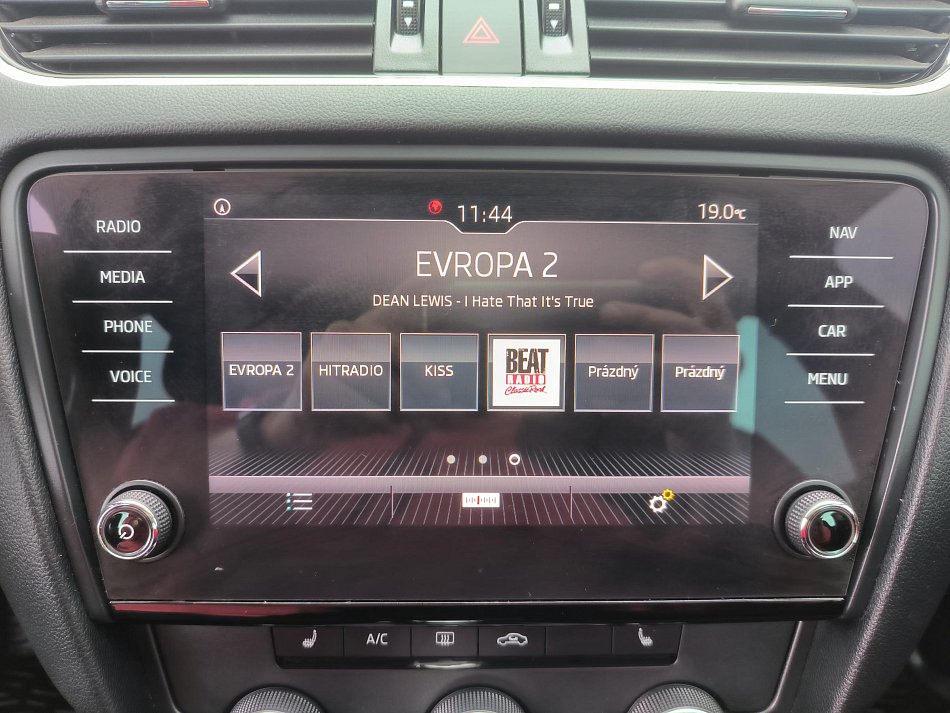 RADIO
MEDIA
PHONE
VOICE
11:44
19.0°C
EVROPA 2
DEAN LEWIS - I Hate That It's True
EVROPA 2
HITRADIO
KISS
BEAT
RADIO
ClassicRock
Prázdný
Prázdný
NAV
APP
CAR
MENU
A/C